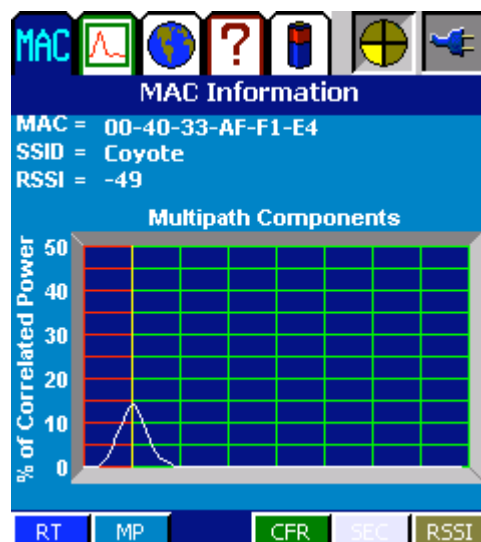 MAC
?
MAC Information
MAC = 00-40-33-AF-F1-E4
SSID = Coyote
RSSI = -49
Multipath Components
% of Correlated Power
50
40
30
20
10
0
RT MP CFR SEC RSSI